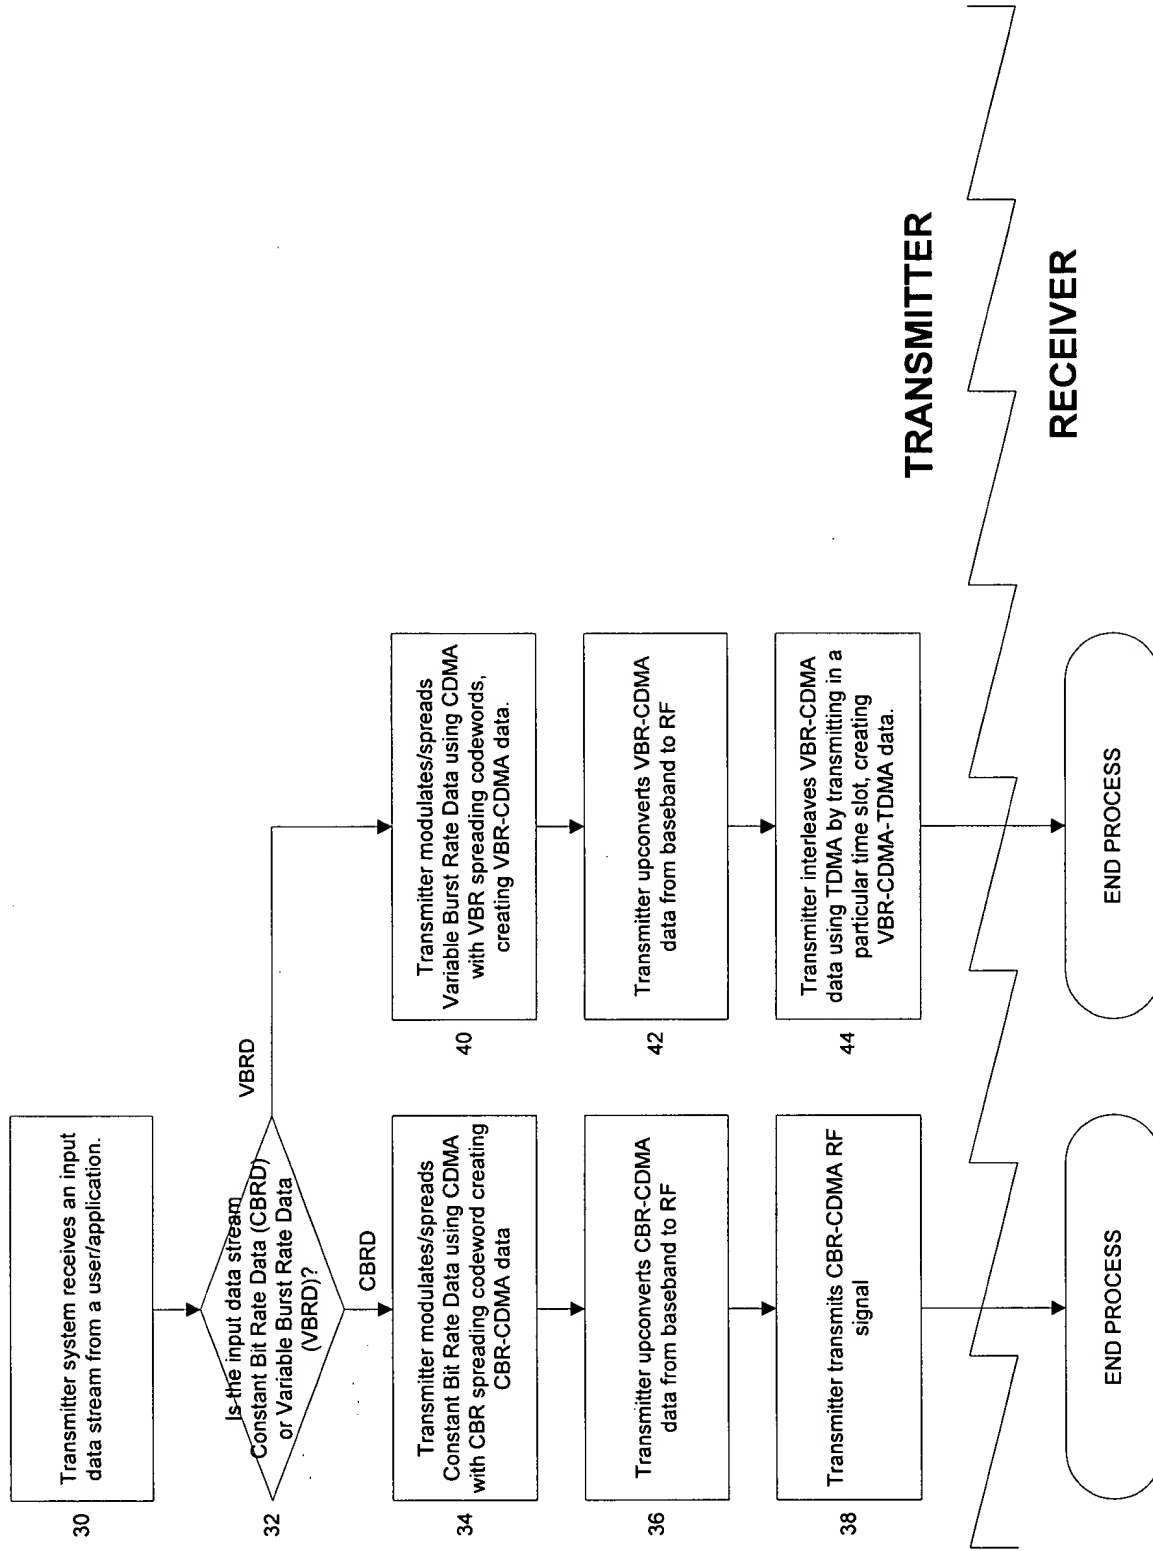 Transmitter system receives an input
data stream from a user/application.
30
Is the input data stream
Constant Bit Rate Data (CBRD)
or Variable Burst Rate Data
(VBRD)?
32
VBRD
CBRD
Transmitter modulates/spreads
Constant Bit Rate Data using CDMA
with CBR spreading codeword creating
CBR-CDMA data
34
Transmitter modulates/spreads
Variable Burst Rate Data using CDMA
with VBR spreading codewords,
creating VBR-CDMA data.
40
Transmitter upconverts CBR-CDMA
data from baseband to RF
36
Transmitter upconverts VBR-CDMA
data from baseband to RF
42
Transmitter transmits CBR-CDMA RF
signal
38
Transmitter interleaves VBR-CDMA
data using TDMA by transmitting in a
particular time slot, creating
VBR-CDMA-TDMA data.
44
TRANSMITTER
RECEIVER
END PROCESS
END PROCESS